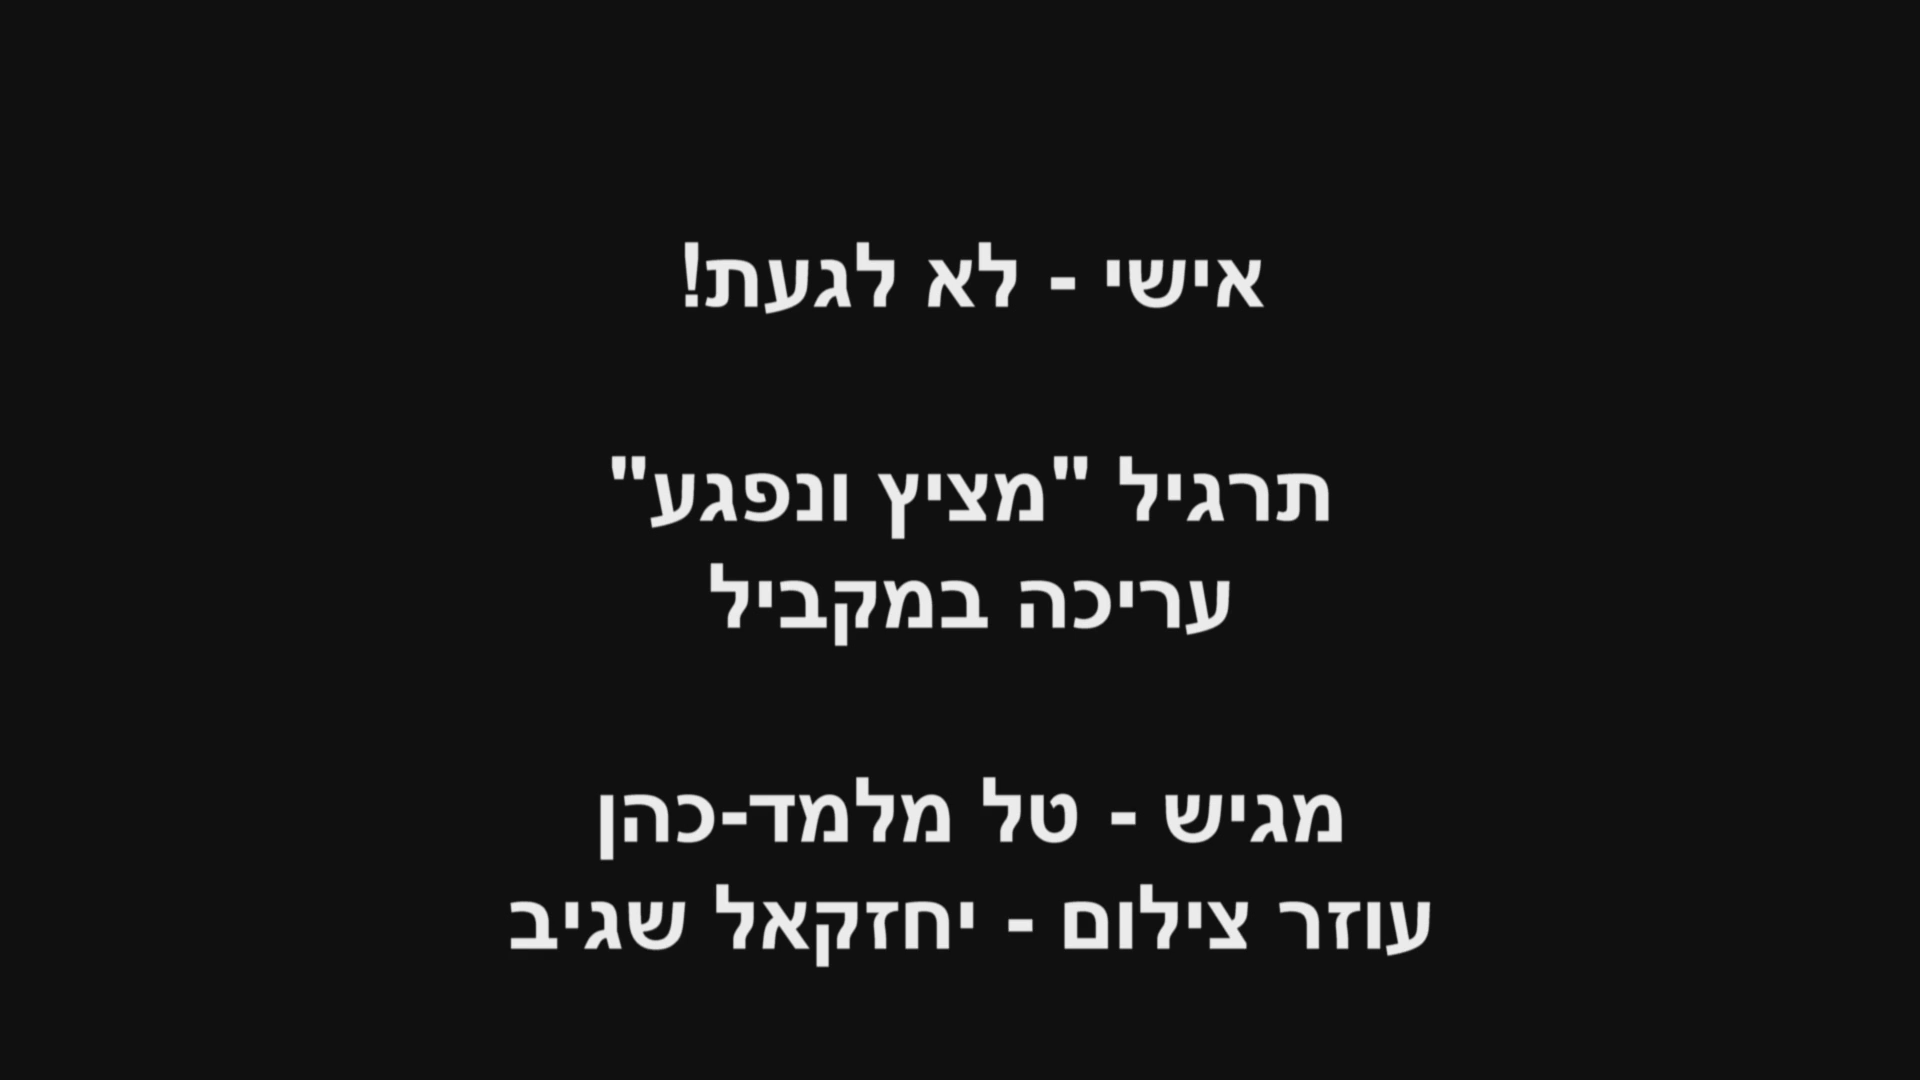 אישי - לא לגעת!
תרגיל "מציץ ונפגע"
עריכה במקביל
מגיש - טל מלמד-כהן
עוזר צילום - יחזקאל שגיב